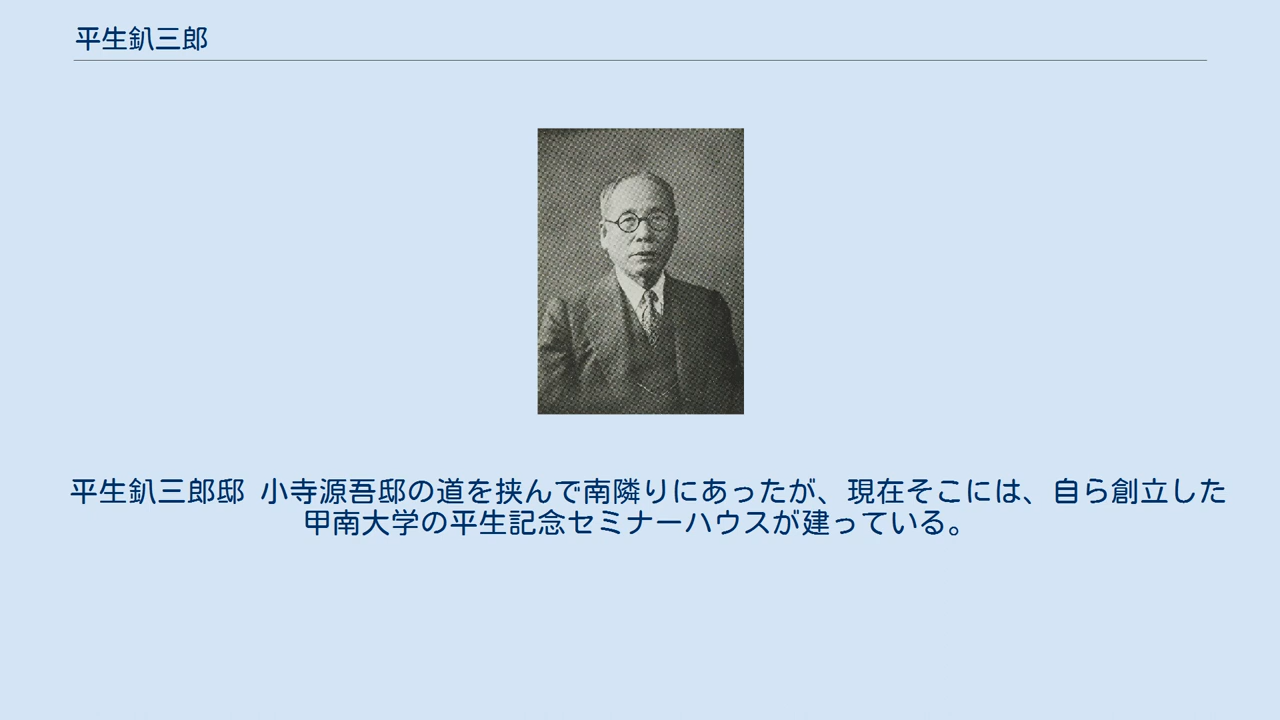 平生釟三郎
平生釟三郎邸 小寺源吾邸の道を挟んで南隣りにあったが、現在そこには、自ら創立した
甲南大学の平生記念セミナーハウスが建っている。